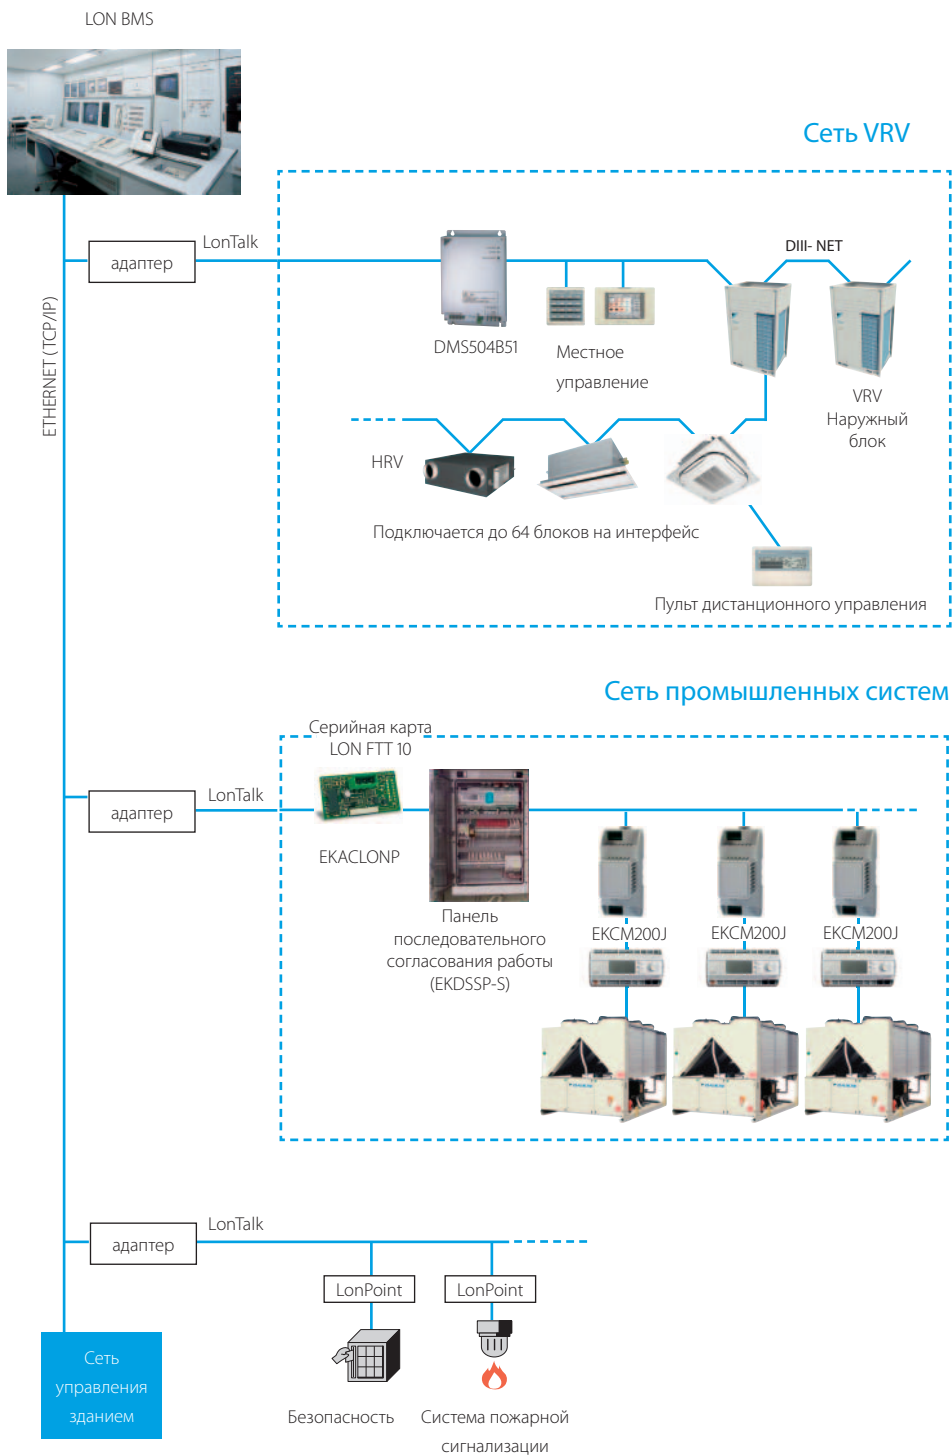 LON BMS
Сеть VRV
адаптер
LonTalk
DIII- NET
ETHERNET (TCP/IP)
DMS504B51
Местное
управление
VRV
Наружный
блок
HRV
Подключается до 64 блоков на интерфейс
Пульт дистанционного управления
Сеть промышленных систем
Серийная карта
LON FTT 10
адаптер
LonTalk
EKACLONP
Панель
последовательного
согласования работы
(EKDSSP-S)
EKCM200J
EKCM200J
EKCM200J
адаптер
LonTalk
LonPoint
LonPoint
Сеть
управления
зданием
Безопасность
Система пожарной
сигнализации